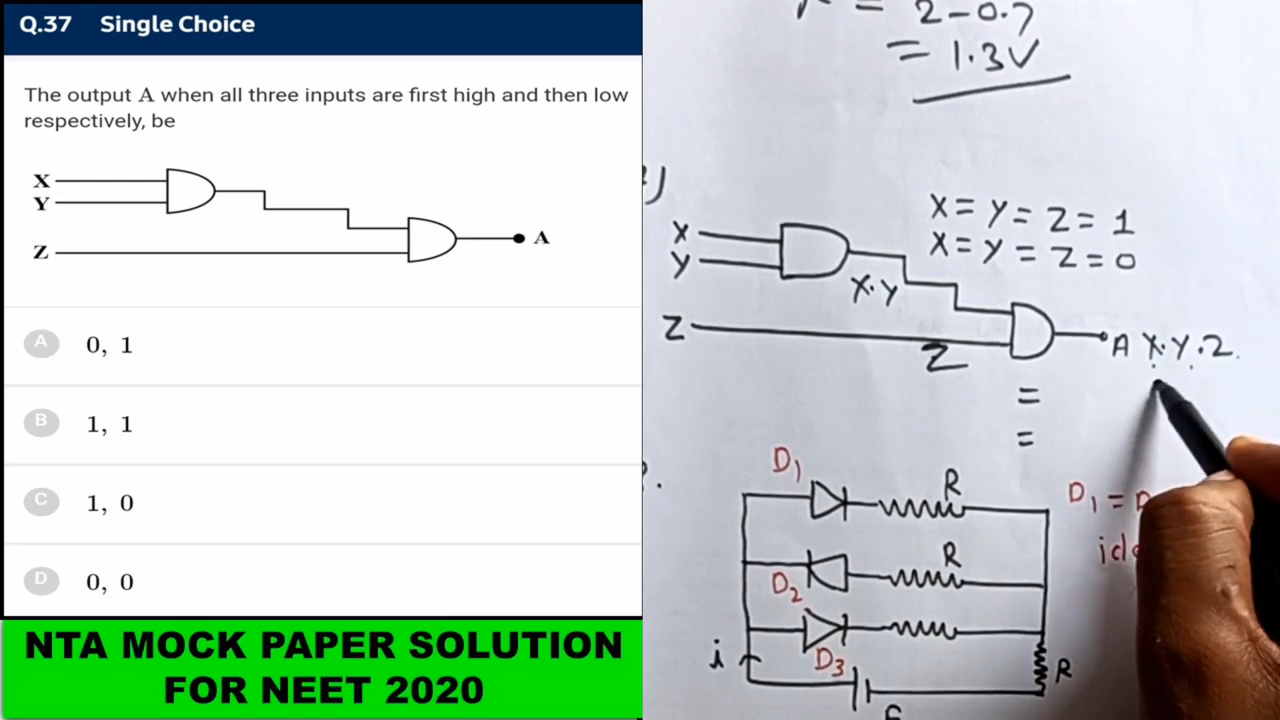 Q.37 Single Choice
The output A when all three inputs are first high and then low
respectively, be
X
Y
Z
A
A 0, 1
B 1, 1
C 1, 0
D 0, 0
NTA MOCK PAPER SOLUTION
FOR NEET 2020
= 2-0.7
= 1.3V
X = Y = Z = 1
X = Y = Z = 0
X
Y
X.Y
Z
Z
A X.Y.Z
=
=
D1
R
D1 =
R
D2
D3
i
R